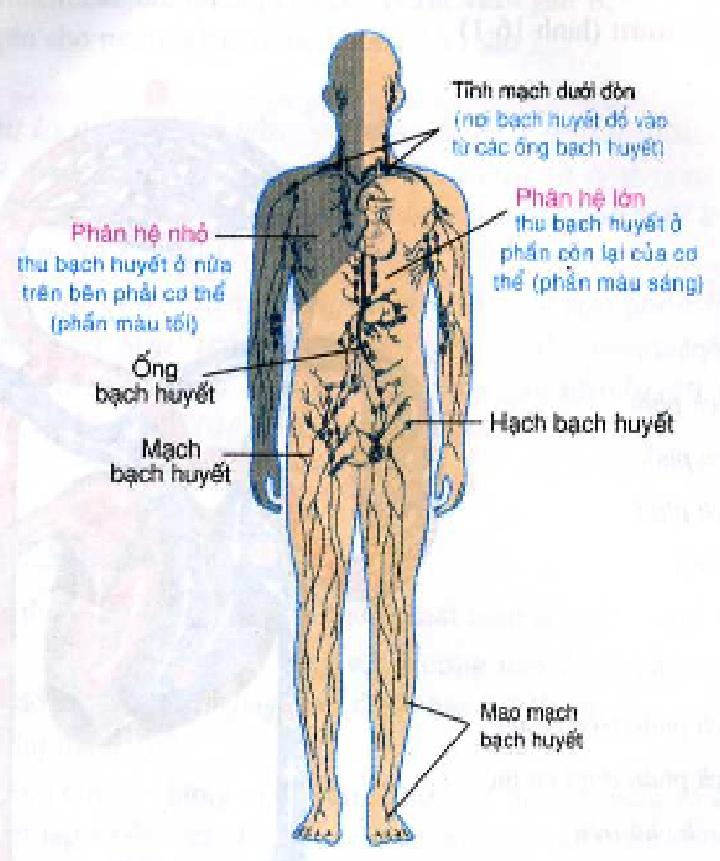 (hình 16-1)
Tĩnh mạch dưới đòn
(nơi bạch huyết đổ vào
từ các ống bạch huyết)
Phân hệ lớn
thu bạch huyết ở
phần còn lại của cơ
thể (phần màu sáng)
Phân hệ nhỏ
thu bạch huyết ở nửa
trên bên phải cơ thể
(phần màu tối)
Ống
bạch huyết
Hạch bạch huyết
Mạch
bạch huyết
Mao mạch
bạch huyết